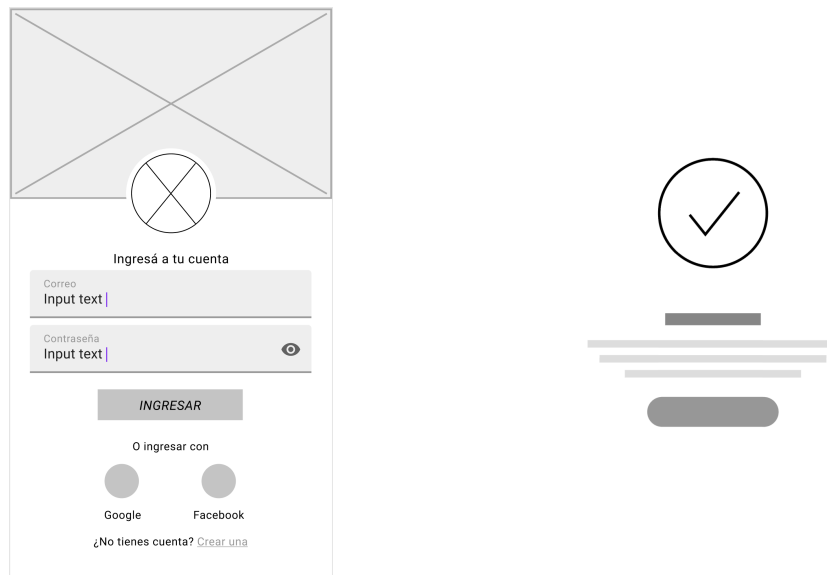 Ingresá a tu cuenta
Correo
Input text
Contraseña
Input text
INGRESAR
O ingresar con
Google Facebook
¿No tienes cuenta? Crear una